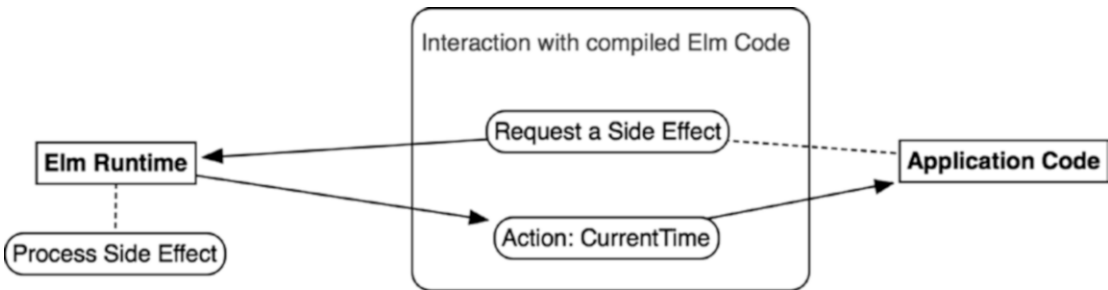 Interaction with compiled Elm Code
Request a Side Effect
Elm Runtime
Application Code
Action: CurrentTime
Process Side Effect